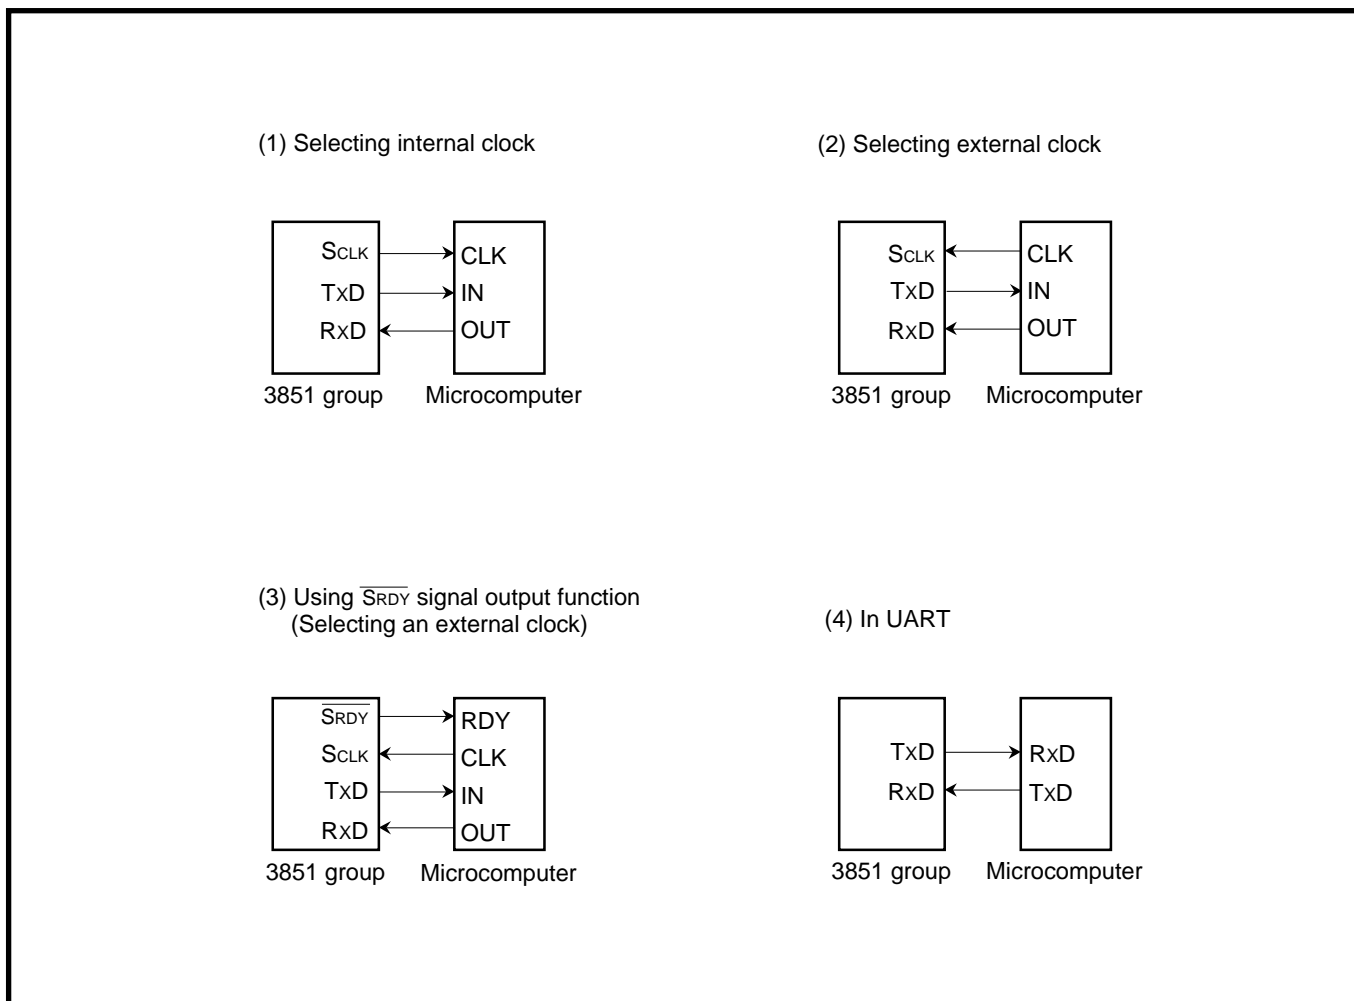 (1) Selecting internal clock
SCLK CLK
TxD IN
RxD OUT
3851 group Microcomputer
(2) Selecting external clock
SCLK CLK
TxD IN
RxD OUT
3851 group Microcomputer
(3) Using S̅R̅D̅Y̅ signal output function
(Selecting an external clock)
S̅R̅D̅Y̅ RDY
SCLK CLK
TxD IN
RxD OUT
3851 group Microcomputer
(4) In UART
TxD RxD
RxD TxD
3851 group Microcomputer